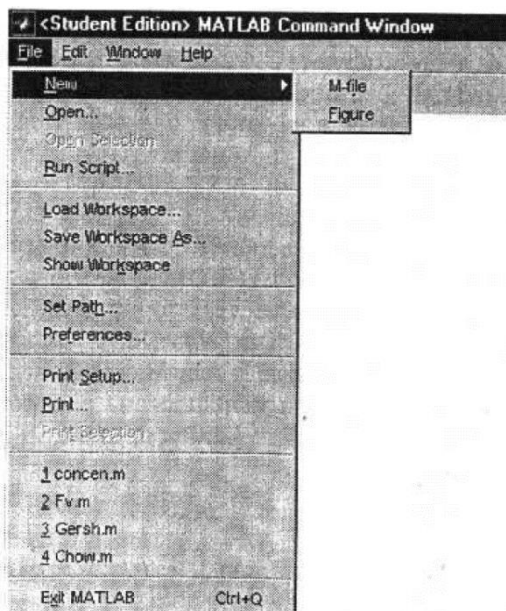 <Student Edition> MATLAB Command Window
File Edit Window Help
New
M-file
Figure
Open...
Open Selection
Run Script...
Load Workspace...
Save Workspace As...
Show Workspace
Set Path...
Preferences...
Print Setup...
Print...
Print Selection
1 concen.m
2 Fv.m
3 Gersh.m
4 Chow.m
Exit MATLAB Ctrl+Q